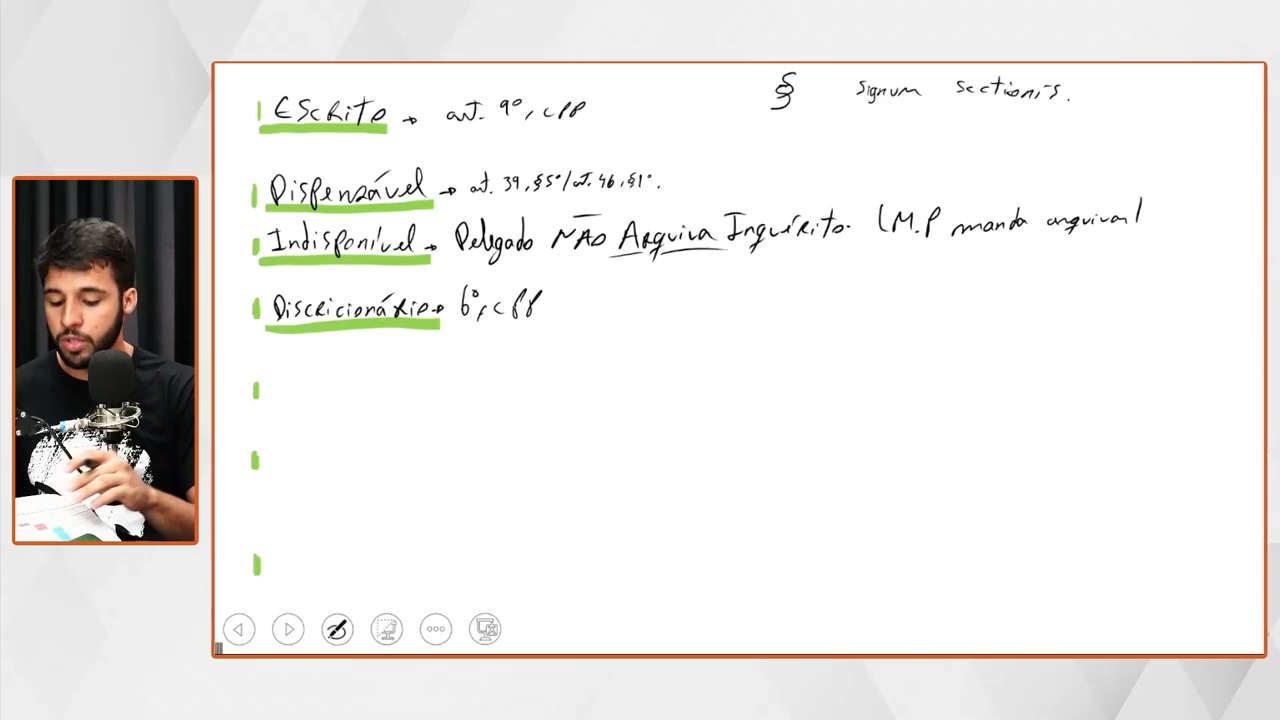 Escrito → art. 9º, CPP
§ signum sectionis.
Dispensável → art. 39, §5º/art. 46, §1º.
Indisponível → Delegado NÃO Arquiva Inquérito. (M.P manda arquivar)
Discricionário → 6º, CPP